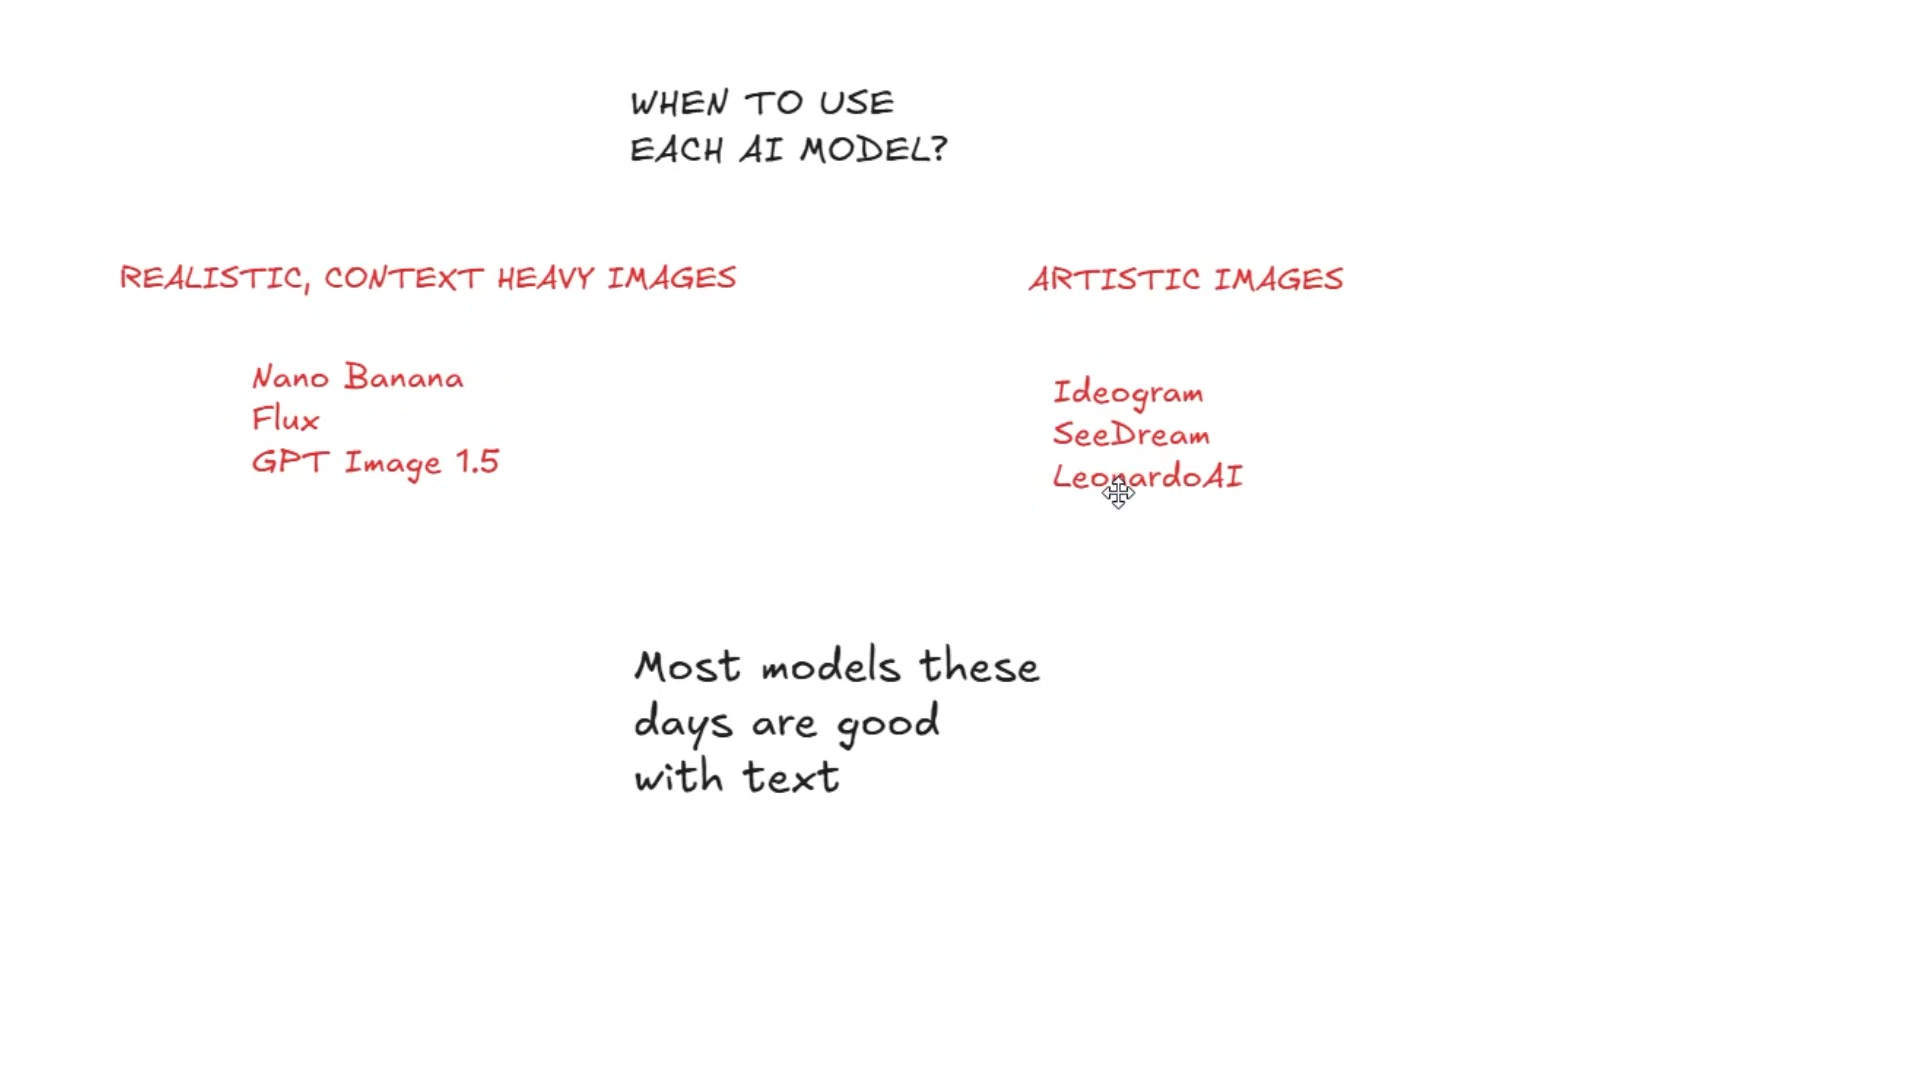 WHEN TO USE
EACH AI MODEL?
REALISTIC, CONTEXT HEAVY IMAGES
Nano Banana
Flux
GPT Image 1.5
ARTISTIC IMAGES
Ideogram
SeeDream
LeonardoAI
Most models these
days are good
with text